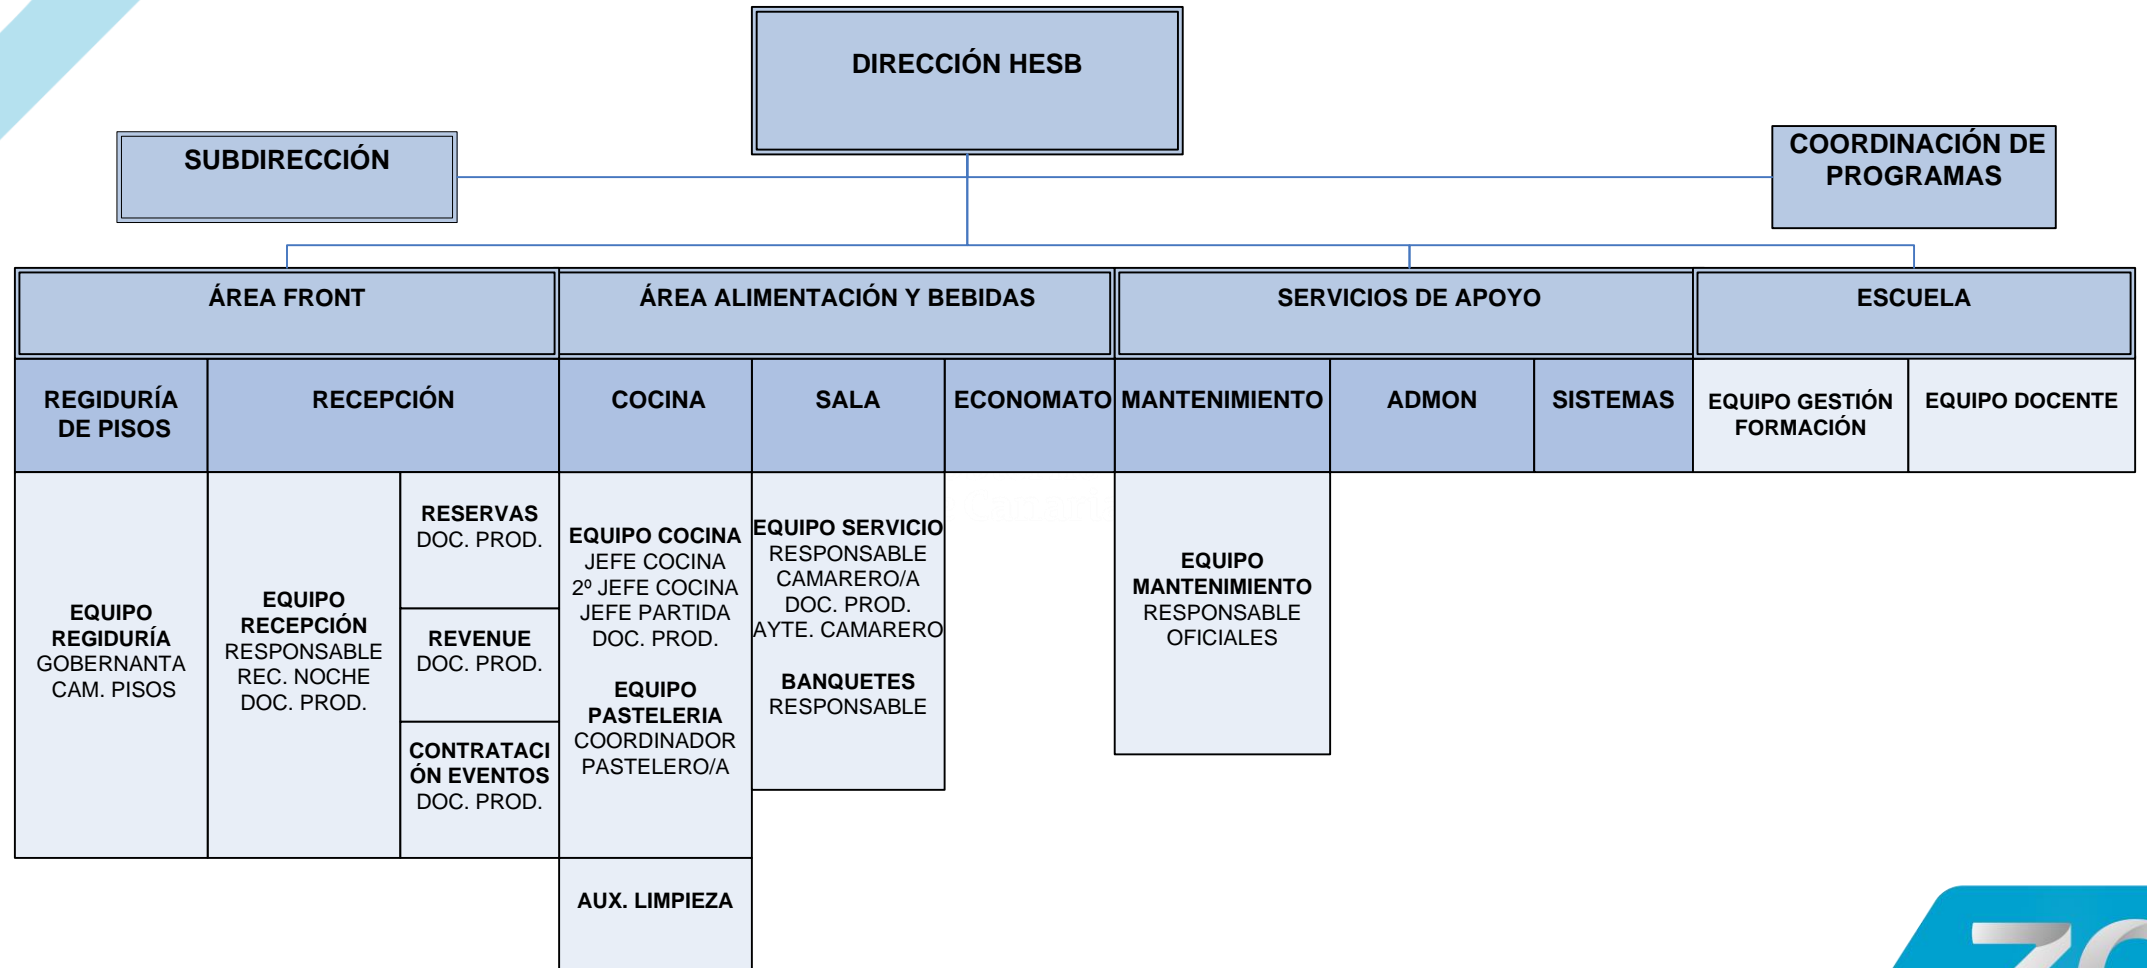 DIRECCIÓN HESB
SUBDIRECCIÓN
COORDINACIÓN DE
PROGRAMAS
ÁREA FRONT
ÁREA ALIMENTACIÓN Y BEBIDAS
SERVICIOS DE APOYO
ESCUELA
REGIDURÍA
DE PISOS
RECEPCIÓN
COCINA
SALA
ECONOMATO
MANTENIMIENTO
ADMON
SISTEMAS
EQUIPO GESTIÓN
FORMACIÓN
EQUIPO DOCENTE
EQUIPO
REGIDURÍA
GOBERNANTA
CAM. PISOS
EQUIPO
RECEPCIÓN
RESPONSABLE
REC. NOCHE
DOC. PROD.
RESERVAS
DOC. PROD.
REVENUE
DOC. PROD.
CONTRATACI
ÓN EVENTOS
DOC. PROD.
EQUIPO COCINA
JEFE COCINA
2º JEFE COCINA
JEFE PARTIDA
DOC. PROD.
EQUIPO
PASTELERIA
COORDINADOR
PASTELERO/A
AUX. LIMPIEZA
EQUIPO SERVICIO
RESPONSABLE
CAMARERO/A
DOC. PROD.
AYTE. CAMARERO
BANQUETES
RESPONSABLE
EQUIPO
MANTENIMIENTO
RESPONSABLE
OFICIALES